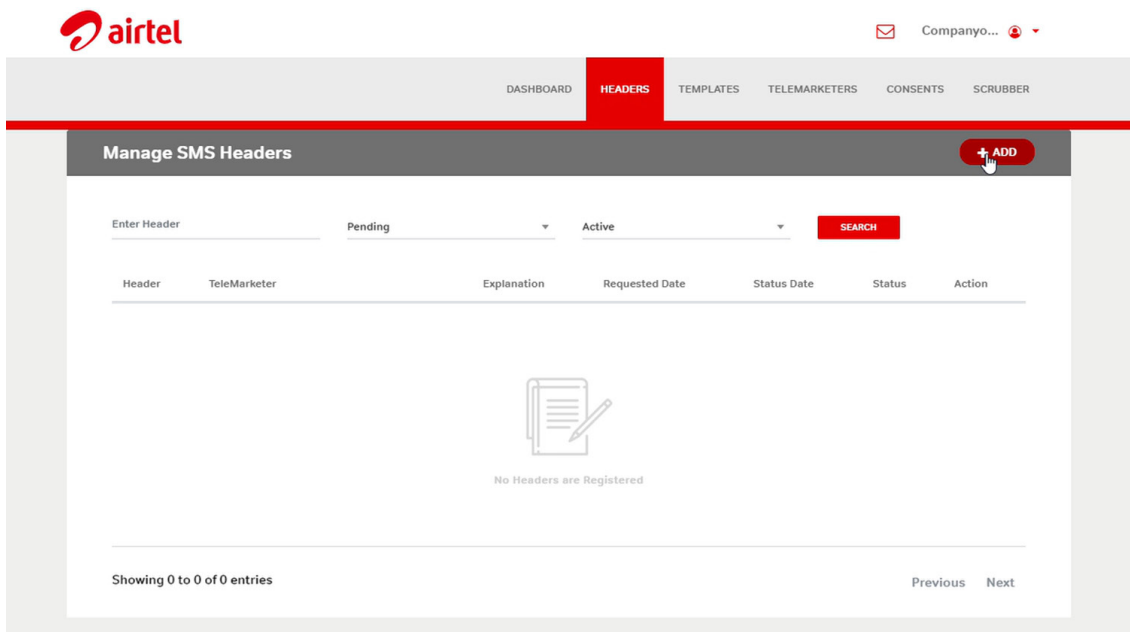 airtel
Companyo...
DASHBOARD HEADERS TEMPLATES TELEMARKETERS CONSENTS SCRUBBER
Manage SMS Headers
+ ADD
Enter Header Pending Active SEARCH
Header TeleMarketer Explanation Requested Date Status Date Status Action
No Headers are Registered
Showing 0 to 0 of 0 entries
Previous Next